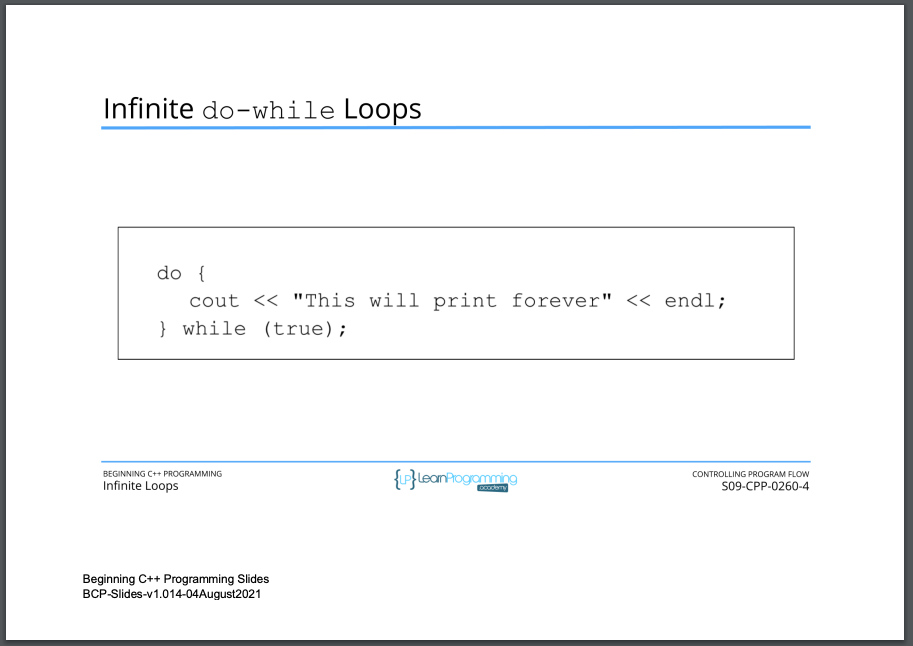 Infinite do-while Loops
do {
cout << "This will print forever" << endl;
} while (true);
BEGINNING C++ PROGRAMMING
Infinite Loops
{LP}LearnProgramming
.academy
CONTROLLING PROGRAM FLOW
S09-CPP-0260-4
Beginning C++ Programming Slides
BCP-Slides-v1.014-04August2021